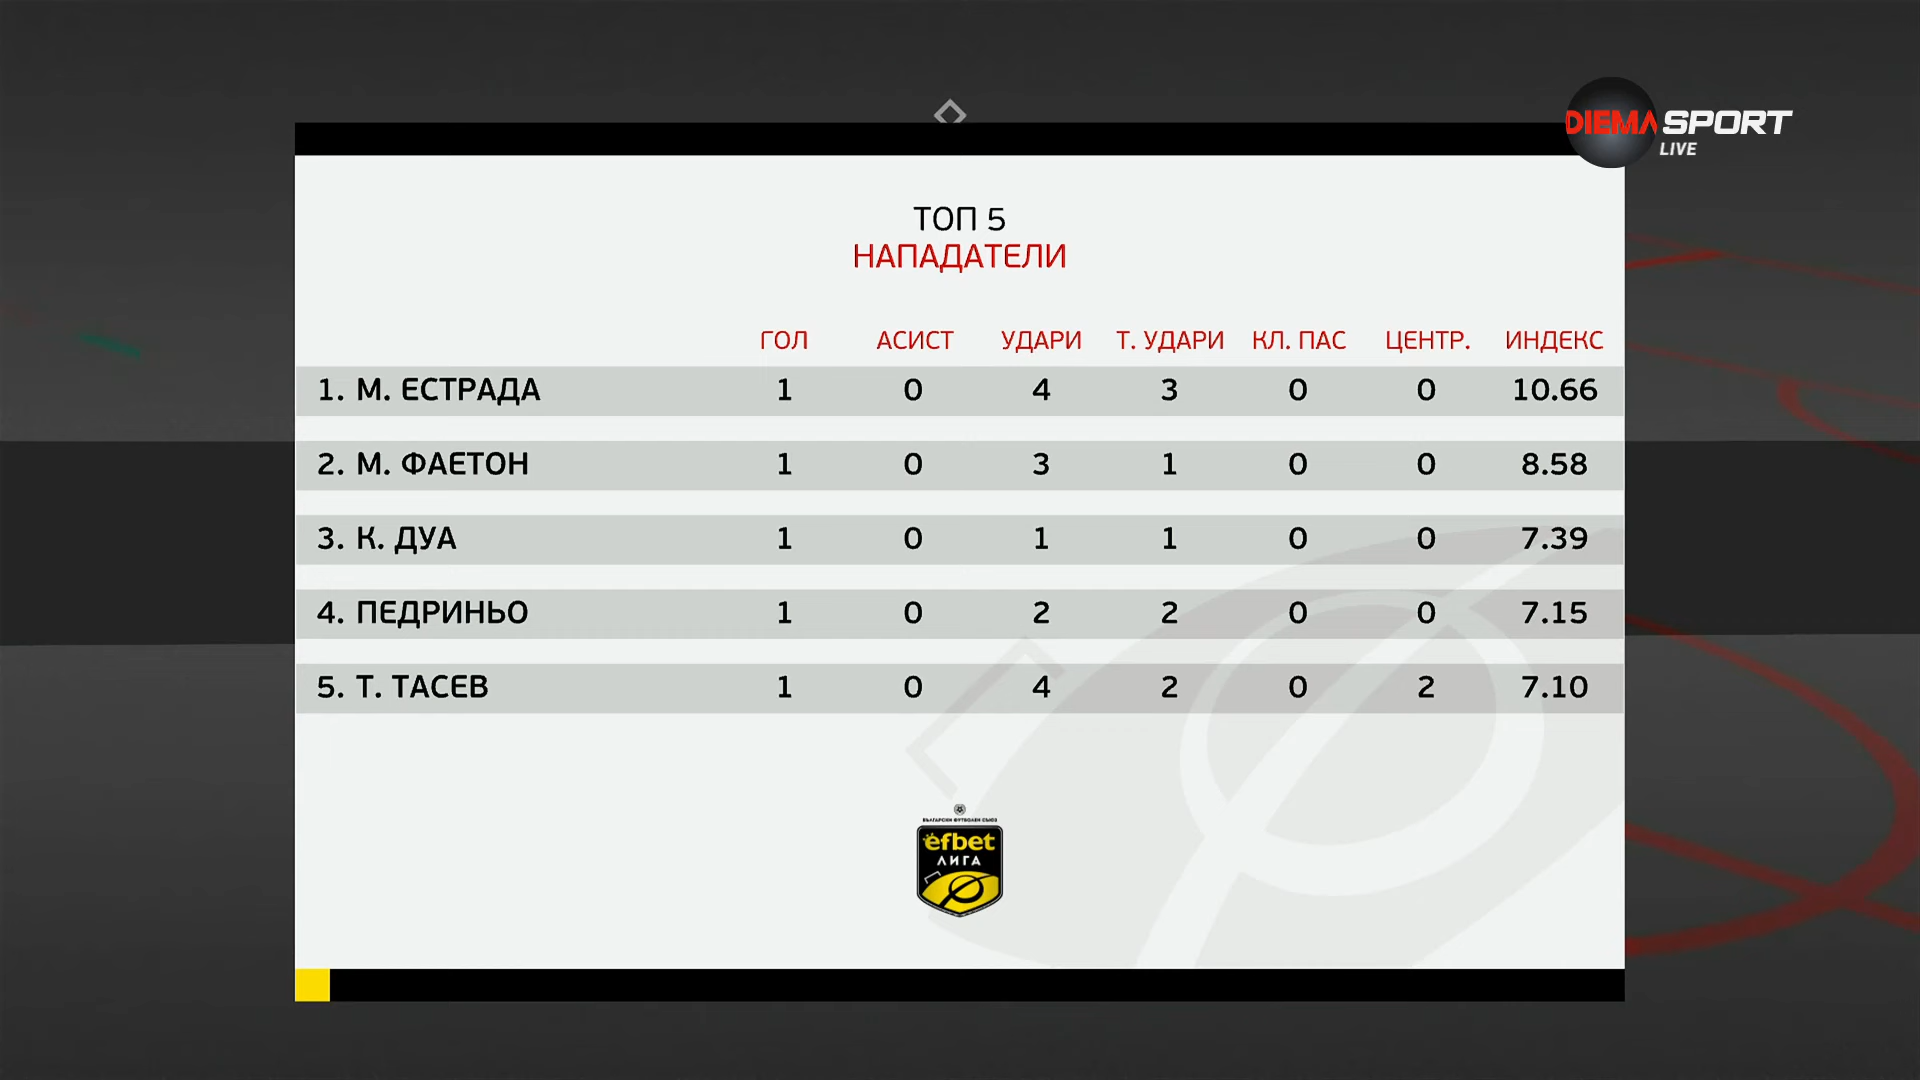 DIEMA SPORT
LIVE
ТОП 5
НАПАДАТЕЛИ
ГОЛ АСИСТ УДАРИ Т. УДАРИ КЛ. ПАС ЦЕНТР. ИНДЕКС
1. М. ЕСТРАДА 1 0 4 3 0 0 10.66
2. М. ФАЕТОН 1 0 3 1 0 0 8.58
3. К. ДУА 1 0 1 1 0 0 7.39
4. ПЕДРИНЬО 1 0 2 2 0 0 7.15
5. Т. ТАСЕВ 1 0 4 2 0 2 7.10
БЪЛГАРСКИ ФУТБОЛЕН СЪЮЗ
efbet
ЛИГА